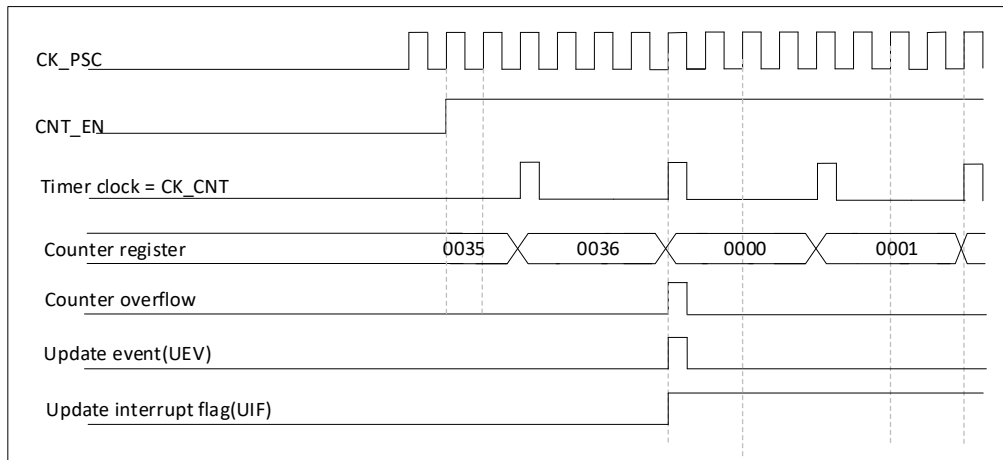 CK_PSC
CNT_EN
Timer clock = CK_CNT
Counter register 0035 0036 0000 0001
Counter overflow
Update event(UEV)
Update interrupt flag(UIF)